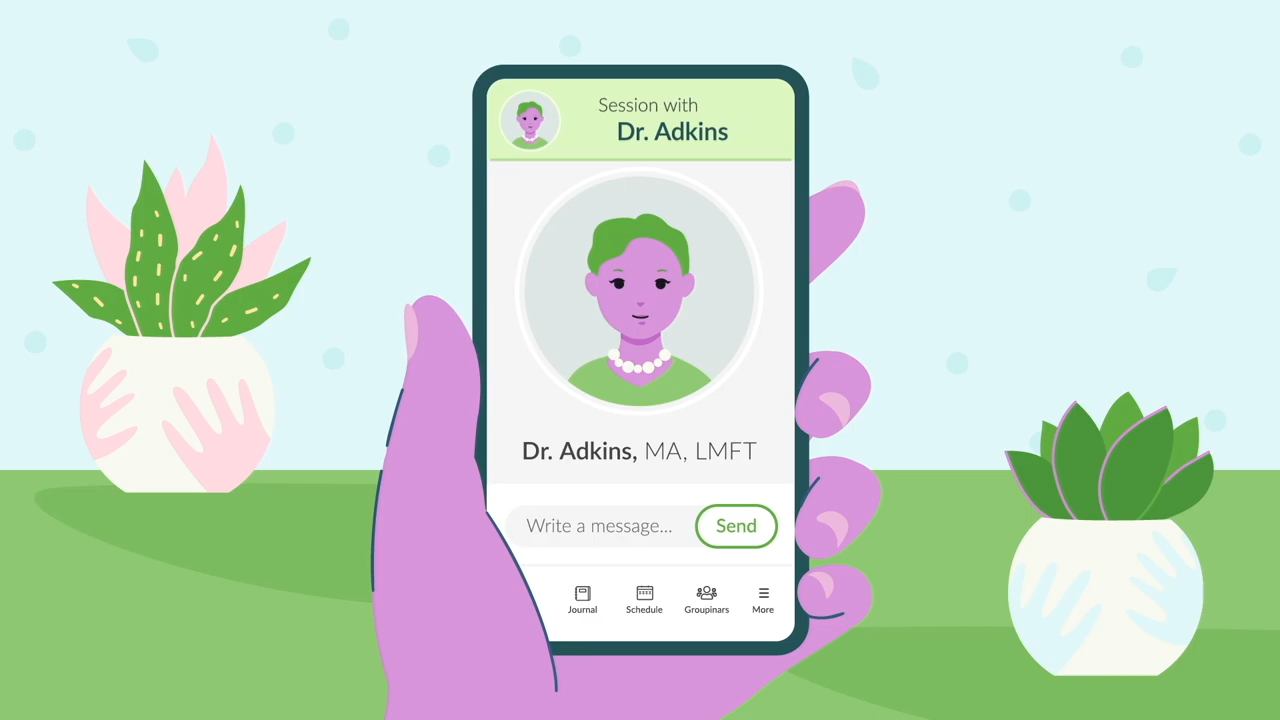 Session with
Dr. Adkins
Dr. Adkins, MA, LMFT
Write a message...
Send
Journal
Schedule
Groupinars
More